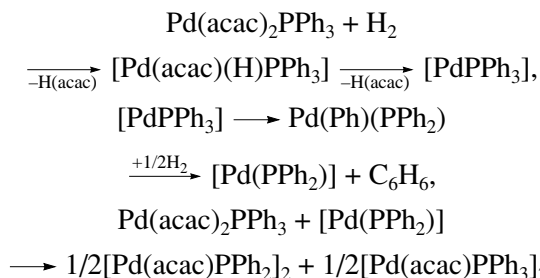 Pd(acac)₂PPh₃ + H₂
⟶ −H(acac) [Pd(acac)(H)PPh₃] ⟶ −H(acac) [PdPPh₃],
[PdPPh₃] ⟶ Pd(Ph)(PPh₂)
+1/2H₂ ⟶ [Pd(PPh₂)] + C₆H₆,
Pd(acac)₂PPh₃ + [Pd(PPh₂)]
⟶ 1/2[Pd(acac)PPh₂]₂ + 1/2[Pd(acac)PPh₃].